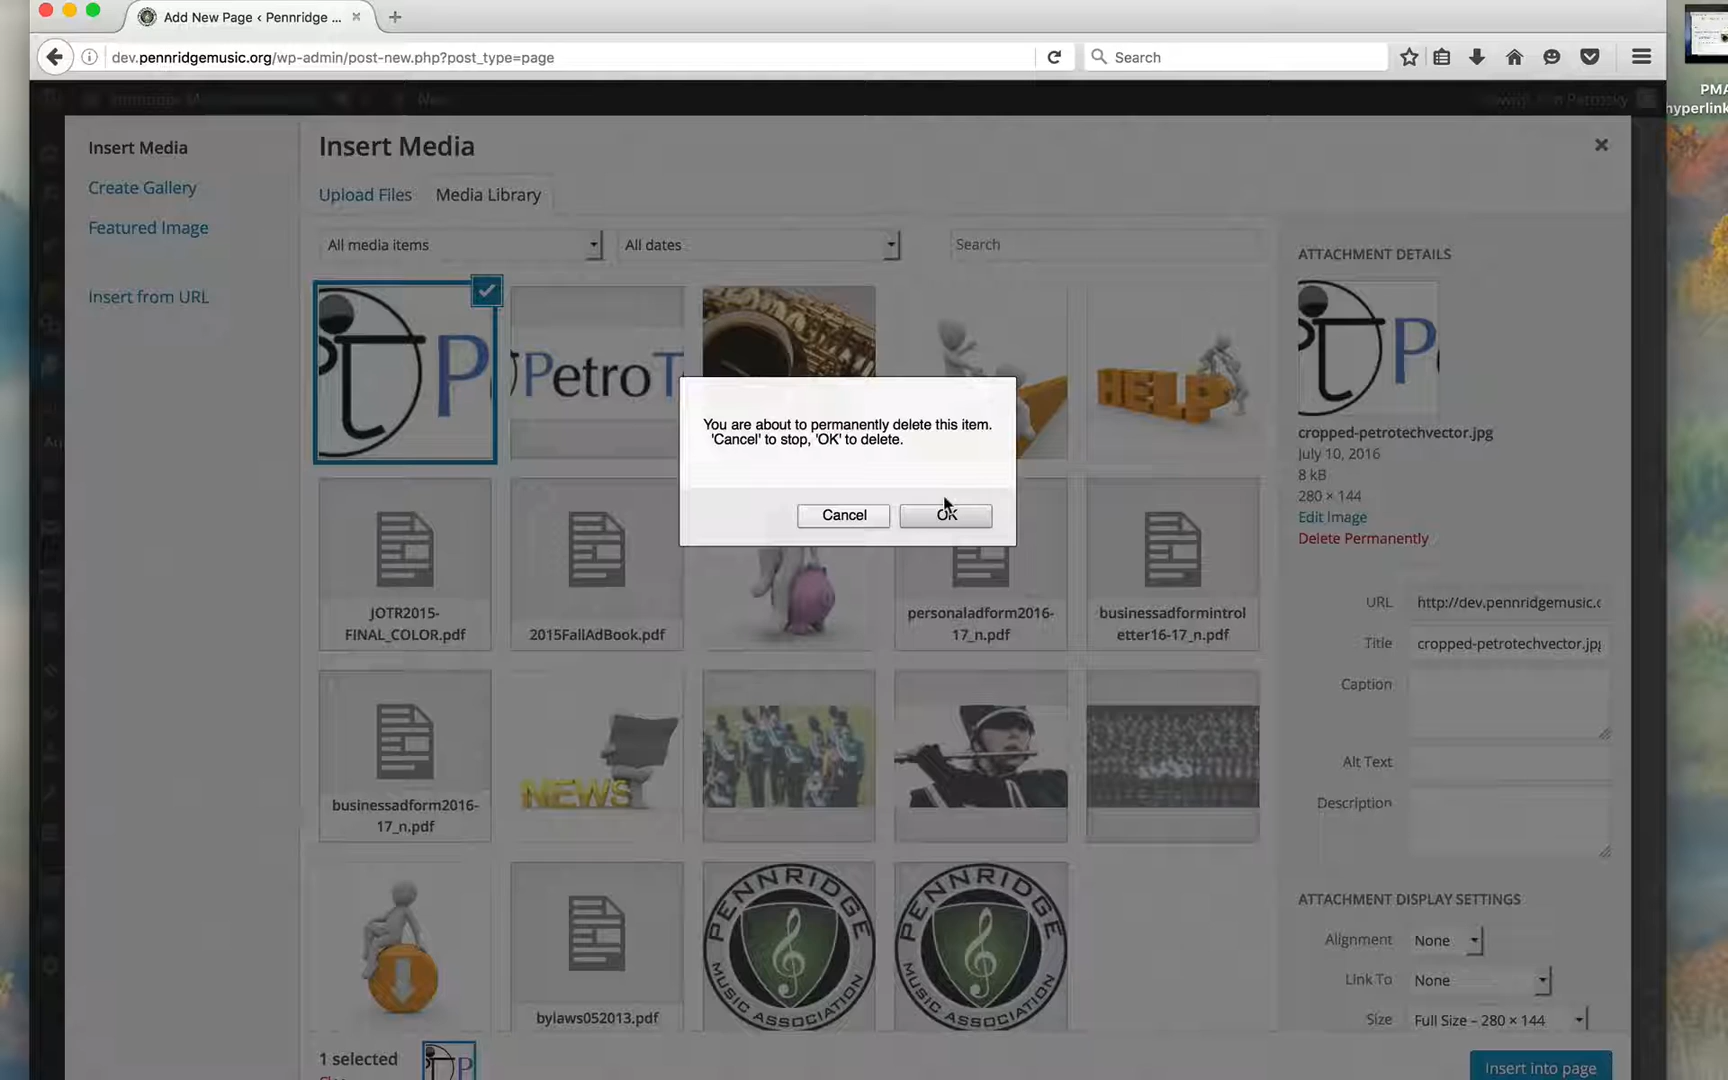 Add New Page ‹ Pennridge ...
dev.pennridgemusic.org/wp-admin/post-new.php?post_type=page
Search
PMA
hyperlink
Insert Media
Create Gallery
Featured Image
Insert from URL
Insert Media
Upload Files
Media Library
All media items
All dates
Search
P
PetroT
HELP
You are about to permanently delete this item.
'Cancel' to stop, 'OK' to delete.
Cancel
OK
JOTR2015-
FINAL_COLOR.pdf
2015FallAdBook.pdf
personaladform2016-
17_n.pdf
businessadformintrol
etter16-17_n.pdf
businessadform2016-
17_n.pdf
NEWS
bylaws052013.pdf
PENNRIDGE
MUSIC ASSOCIATION
PENNRIDGE
MUSIC ASSOCIATION
ATTACHMENT DETAILS
P
cropped-petrotechvector.jpg
July 10, 2016
8 kB
280 × 144
Edit Image
Delete Permanently
URL
http://dev.pennridgemusic.c
Title
cropped-petrotechvector.jpg
Caption
Alt Text
Description
ATTACHMENT DISPLAY SETTINGS
Alignment
None
Link To
None
Size
Full Size – 280 × 144
1 selected
P
Insert into page